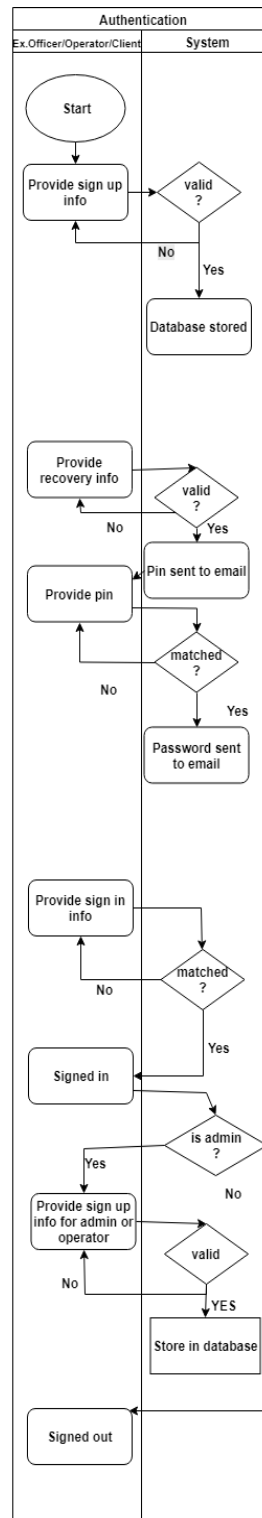 Authentication
Ex.Officer/Operator/Client
System
Start
Provide sign up
info
valid
?
No
Yes
Database stored
Provide
recovery info
valid
?
No
Yes
Pin sent to email
Provide pin
matched
?
No
Yes
Password sent
to email
Provide sign in
info
matched
?
No
Yes
Signed in
is admin
?
Yes
No
Provide sign up
info for admin or
operator
valid
No
YES
Store in database
Signed out